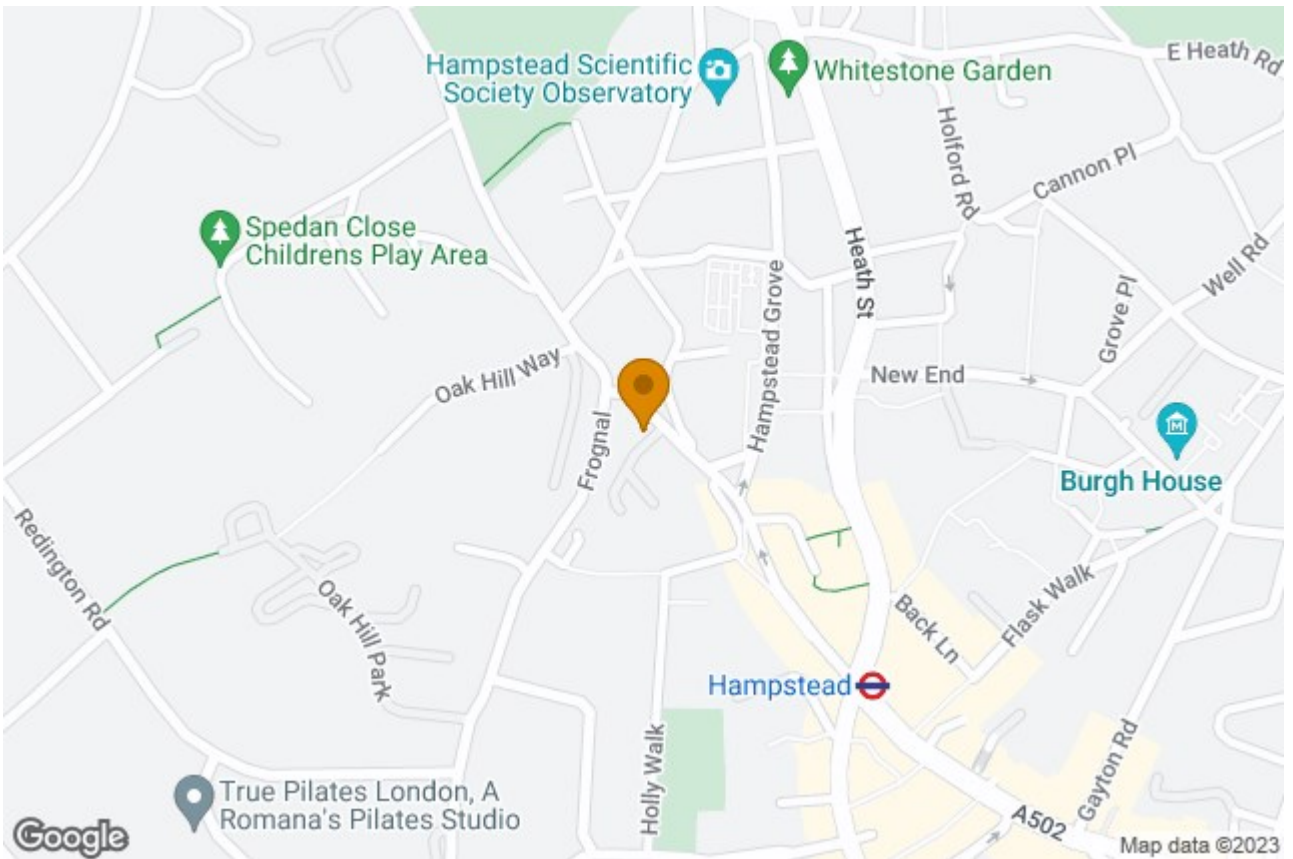 Hampstead Scientific
Society Observatory
Whitestone Garden
E Heath Rd
Holford Rd
Cannon Pl
Spedan Close
Childrens Play Area
Heath St
Well Rd
Hampstead Grove
Grove Pl
Oak Hill Way
New End
Frognal
Burgh House
Redington Rd
Oak Hill Park
Back Ln
Flask Walk
Hampstead
Holly Walk
Gayton Rd
True Pilates London, A
Romana's Pilates Studio
A502
Google
Map data ©2023